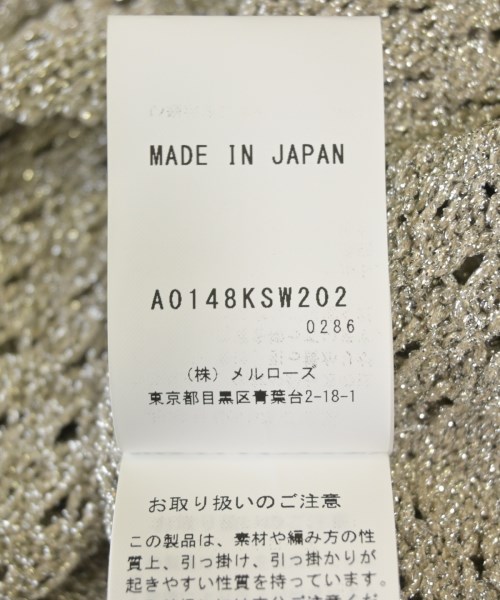 MADE IN JAPAN
A0148KSW202
0286
(株) メルローズ
東京都目黒区青葉台2-18-1
お取り扱いのご注意
この製品は、素材や編み方の性
質上、引っ掛け、引っ掛かりが
起きやすい性質を持っています。